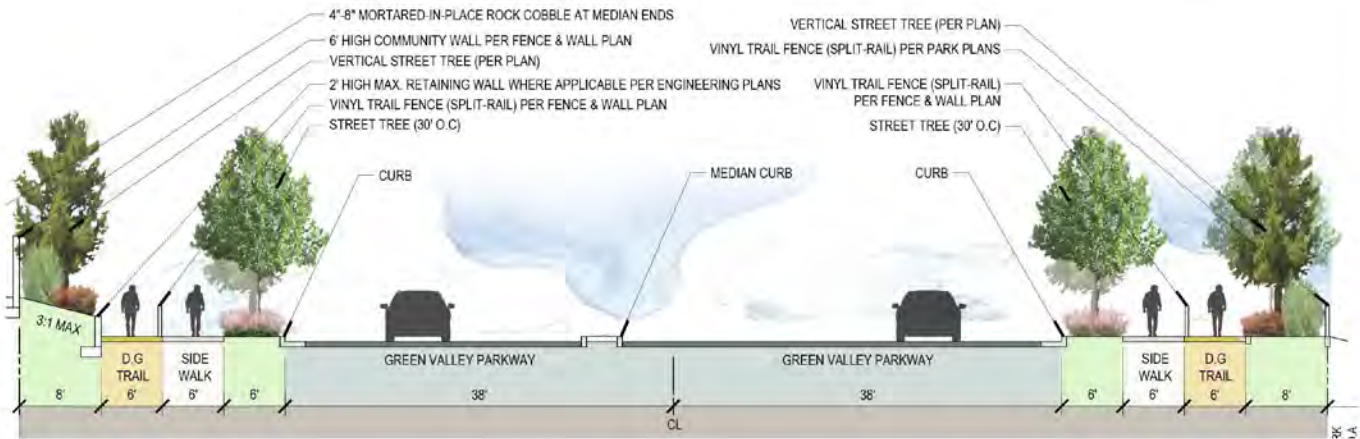 4"-8" MORTARED-IN-PLACE ROCK COBBLE AT MEDIAN ENDS
6' HIGH COMMUNITY WALL PER FENCE & WALL PLAN
VERTICAL STREET TREE (PER PLAN)
2' HIGH MAX. RETAINING WALL WHERE APPLICABLE PER ENGINEERING PLANS
VINYL TRAIL FENCE (SPLIT-RAIL) PER FENCE & WALL PLAN
STREET TREE (30' O.C)
VERTICAL STREET TREE (PER PLAN)
VINYL TRAIL FENCE (SPLIT-RAIL) PER PARK PLANS
VINYL TRAIL FENCE (SPLIT-RAIL)
PER FENCE & WALL PLAN
STREET TREE (30' O.C)
CURB
MEDIAN CURB
CURB
3:1 MAX
D.G
TRAIL
SIDE
WALK
GREEN VALLEY PARKWAY
GREEN VALLEY PARKWAY
SIDE
WALK
D.G
TRAIL
8'
6'
6'
6'
38'
38'
6'
6'
6'
8'
CL